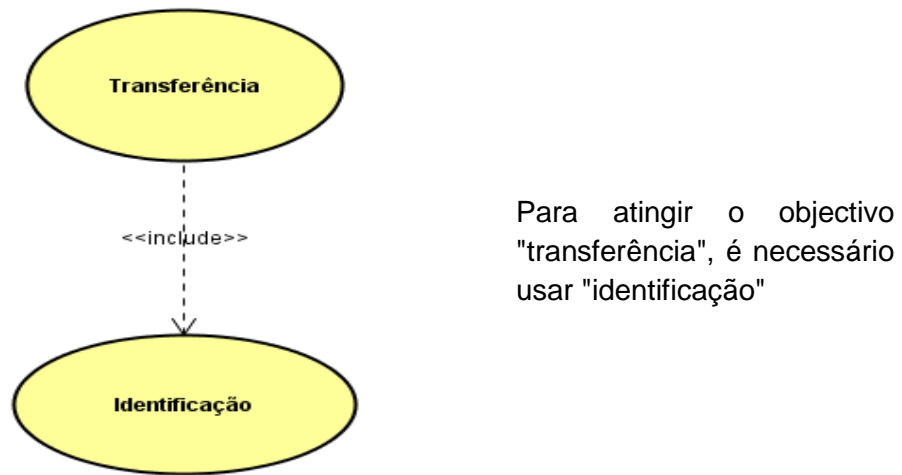 Transferência
<<include>>
Identificação
Para atingir o objectivo
"transferência", é necessário
usar "identificação"